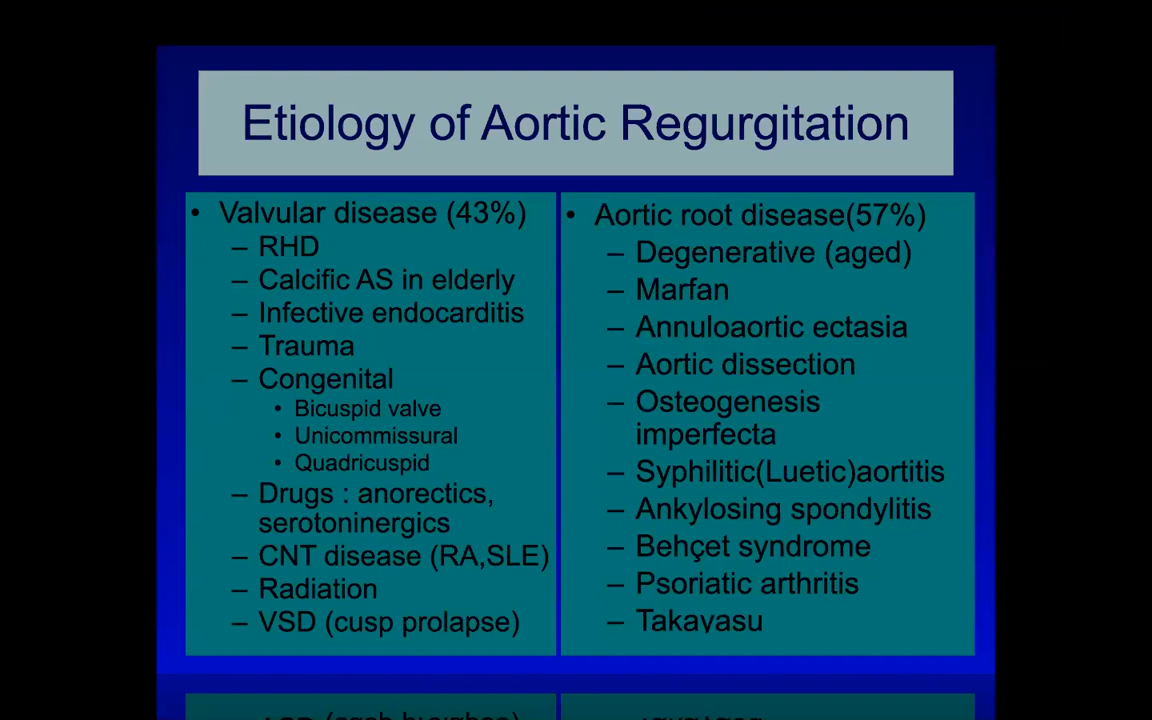 Etiology of Aortic Regurgitation
• Valvular disease (43%)
– RHD
– Calcific AS in elderly
– Infective endocarditis
– Trauma
– Congenital
• Bicuspid valve
• Unicommissural
• Quadricuspid
– Drugs : anorectics,
serotoninergics
– CNT disease (RA,SLE)
– Radiation
– VSD (cusp prolapse)
• Aortic root disease(57%)
– Degenerative (aged)
– Marfan
– Annuloaortic ectasia
– Aortic dissection
– Osteogenesis
imperfecta
– Syphilitic(Luetic)aortitis
– Ankylosing spondylitis
– Behçet syndrome
– Psoriatic arthritis
– Takayasu